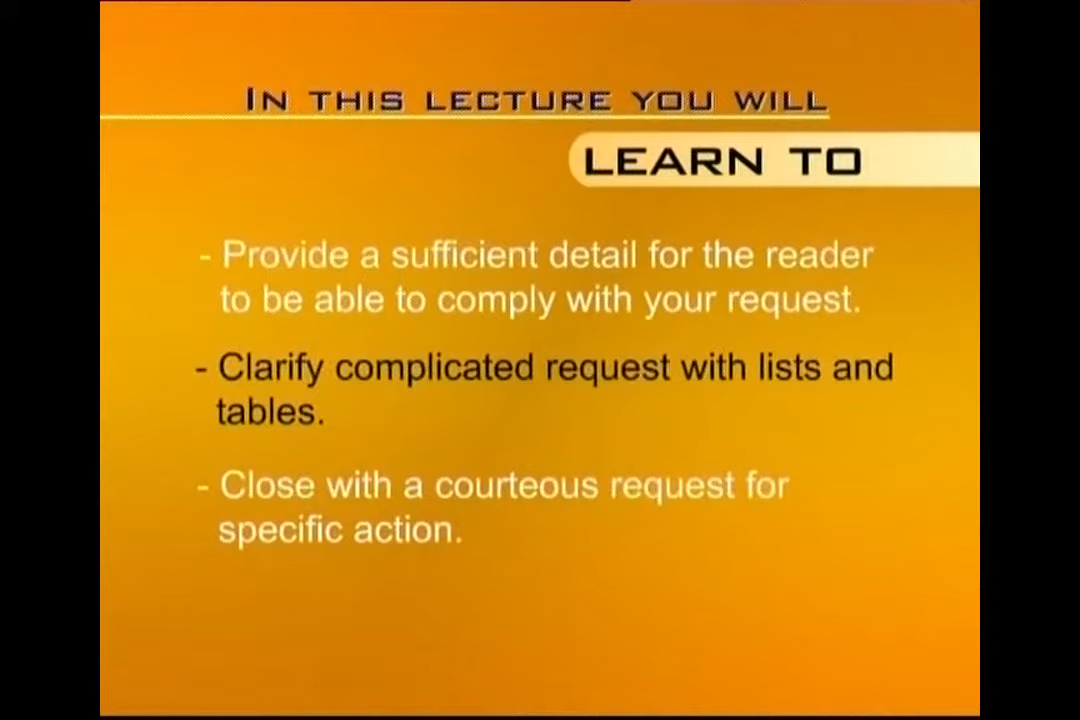 IN THIS LECTURE YOU WILL
LEARN TO
- Provide a sufficient detail for the reader
to be able to comply with your request.
- Clarify complicated request with lists and
tables.
- Close with a courteous request for
specific action.